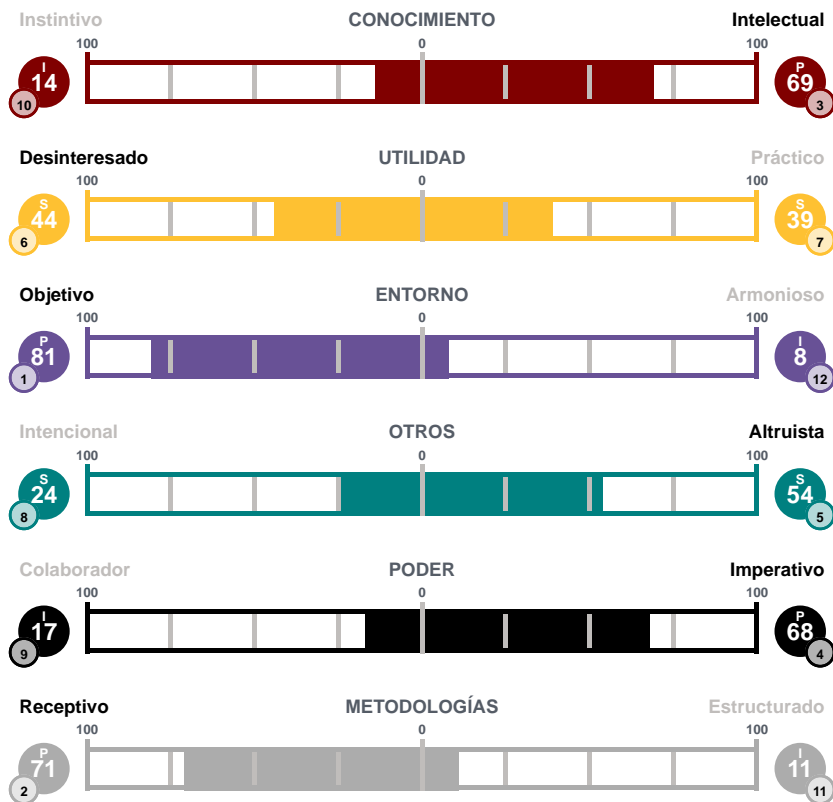 Instintivo CONOCIMIENTO Intelectual
100 0 100
I 14 10 P 69 3
Desinteresado UTILIDAD Práctico
100 0 100
S 44 6 S 39 7
Objetivo ENTORNO Armonioso
100 0 100
P 81 1 I 8 12
Intencional OTROS Altruista
100 0 100
S 24 8 S 54 5
Colaborador PODER Imperativo
100 0 100
I 17 9 P 68 4
Receptivo METODOLOGÍAS Estructurado
100 0 100
P 71 2 I 11 11